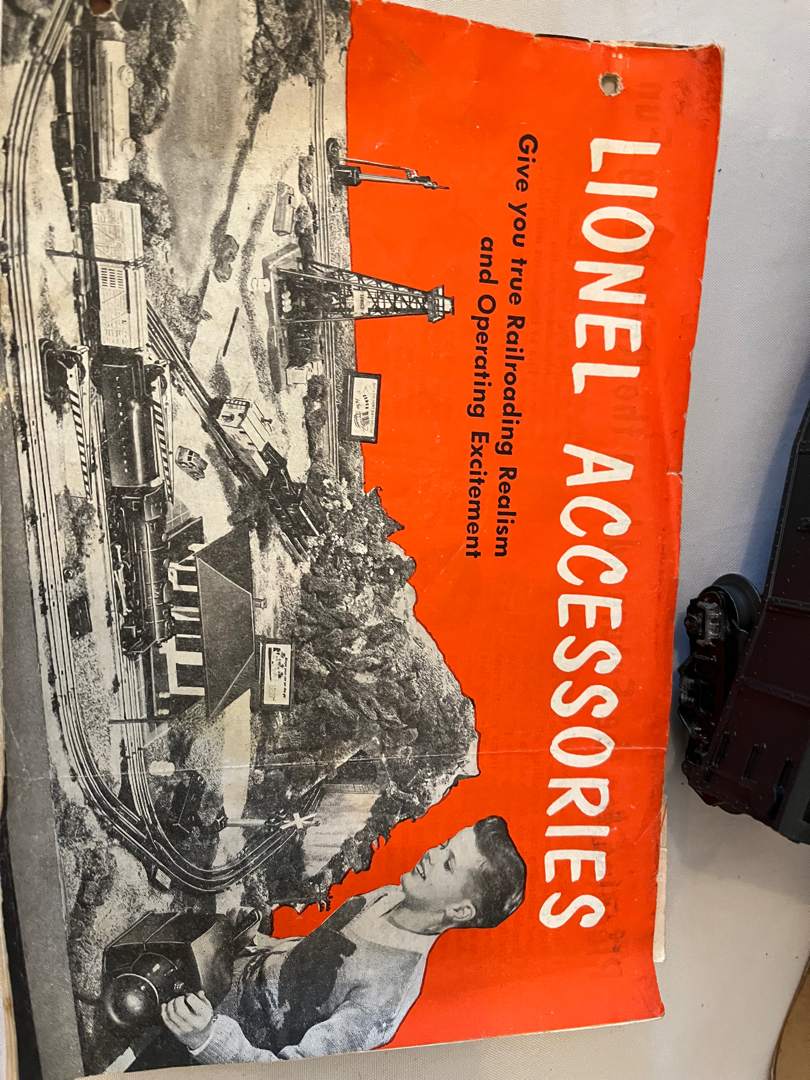 LIONEL ACCESSORIES
Give you true Railroading Realism
and Operating Excitement